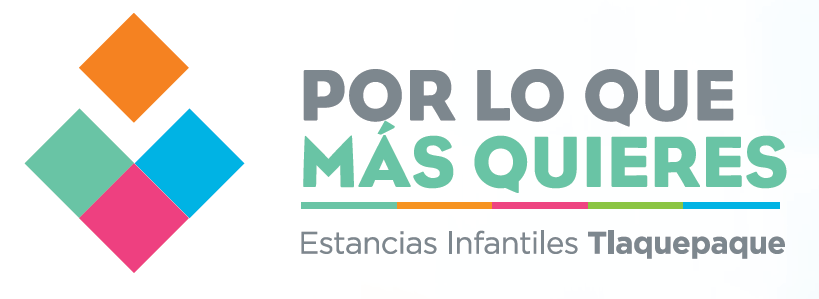 POR LO QUE
MÁS QUIERES
Estancias Infantiles Tlaquepaque